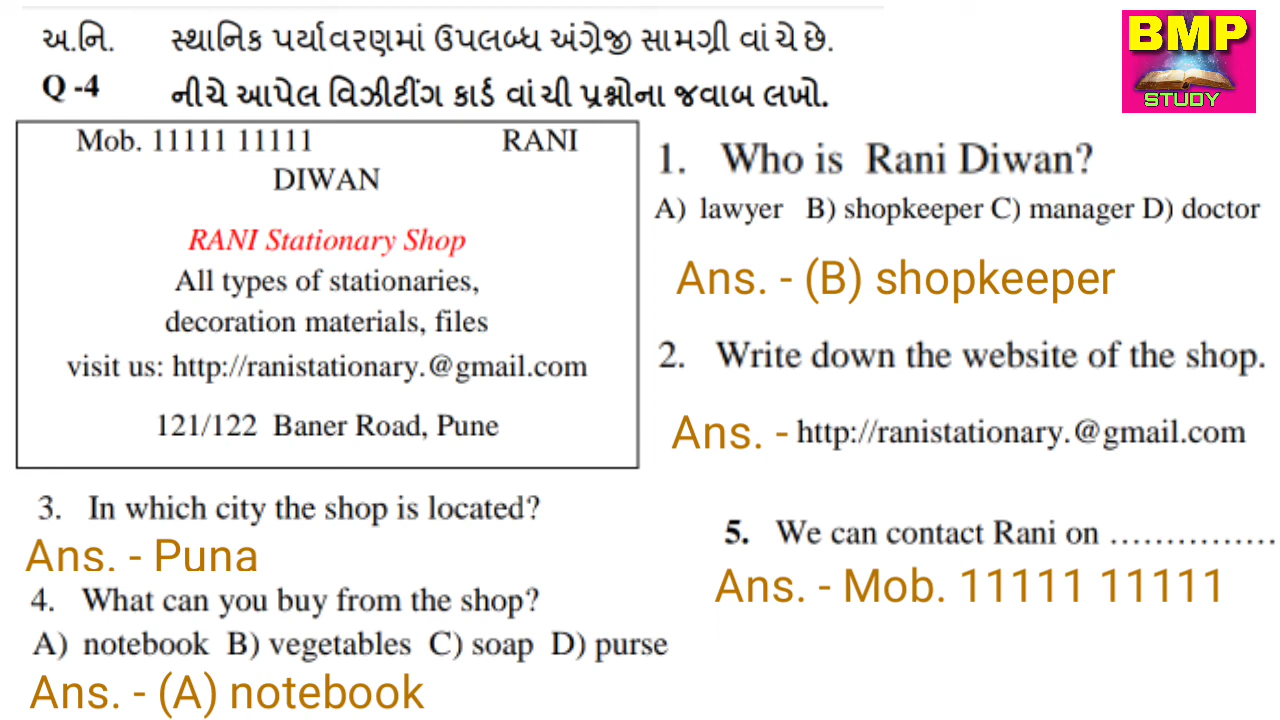 અ.નિ. સ્થાનિક પર્યાવરણમાં ઉપલબ્ધ અંગ્રેજી સામગ્રી વાંચે છે.
Q -4 નીચે આપેલ વિઝીટીંગ કાર્ડ વાંચી પ્રશ્નોના જવાબ લખો.
BMP
STUDY
Mob. 11111 11111 RANI
DIWAN
RANI Stationary Shop
All types of stationaries,
decoration materials, files
visit us: http://ranistationary.@gmail.com
121/122 Baner Road, Pune
1. Who is Rani Diwan?
A) lawyer B) shopkeeper C) manager D) doctor
Ans. - (B) shopkeeper
2. Write down the website of the shop.
Ans. - http://ranistationary.@gmail.com
3. In which city the shop is located?
Ans. - Puna
4. What can you buy from the shop?
A) notebook B) vegetables C) soap D) purse
Ans. - (A) notebook
5. We can contact Rani on ...............
Ans. - Mob. 11111 11111